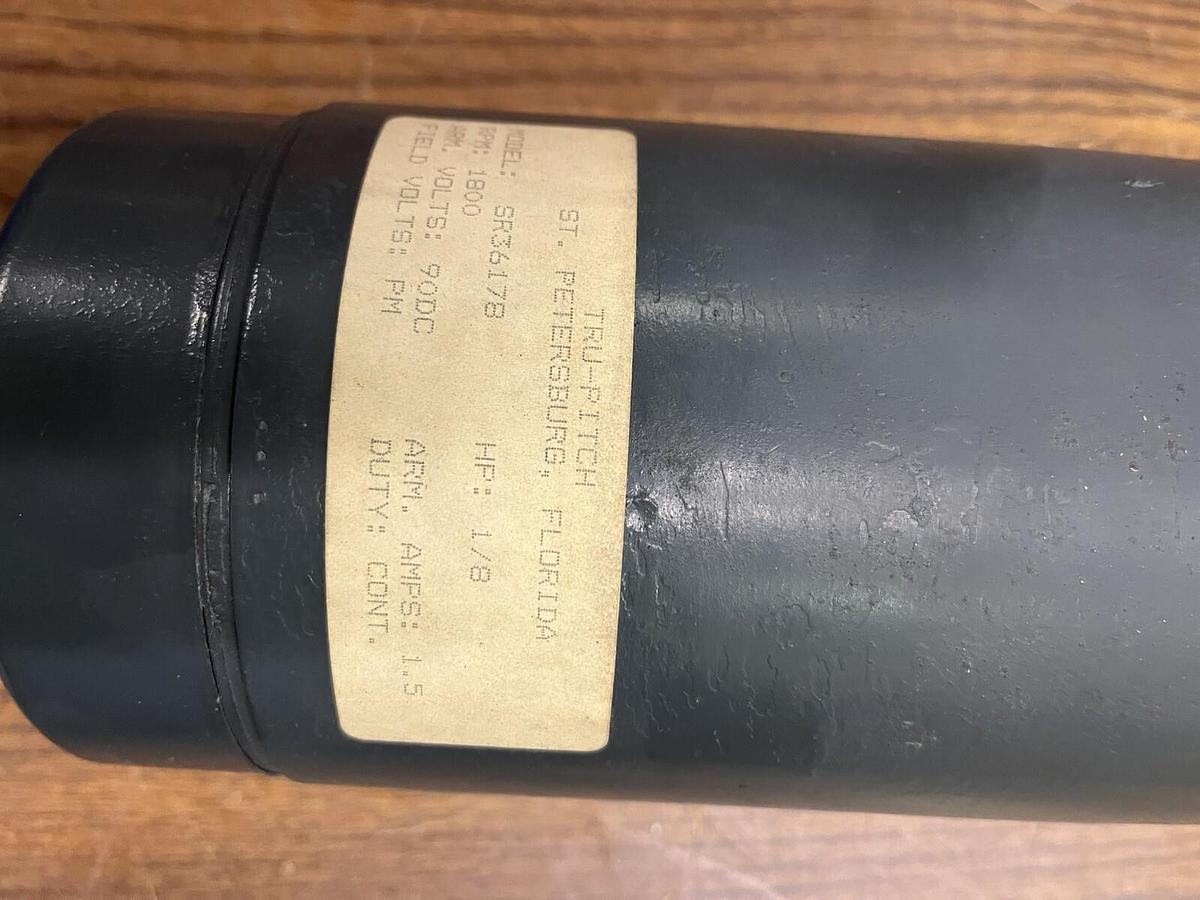 TRU-PITCH
ST. PETERSBURG, FLORIDA
MODEL: SR3617B
RPM: 1800 HP: 1/8
ARM. VOLTS: 90DC ARM. AMPS: 1.5
FIELD VOLTS: PM DUTY: CONT.